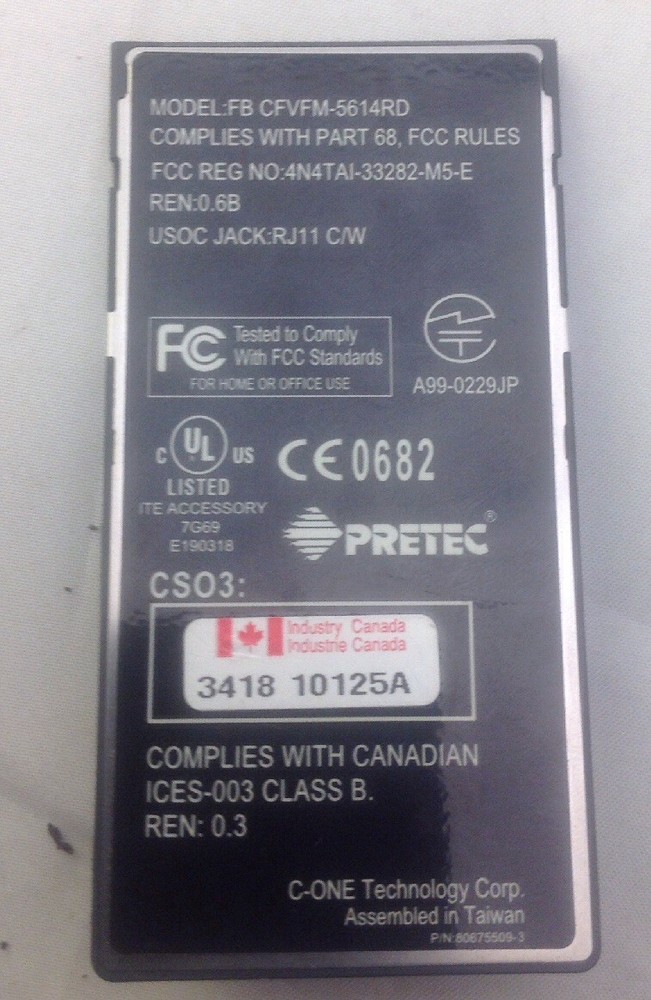 MODEL:FB CFVFM-5614RD
COMPLIES WITH PART 68, FCC RULES
FCC REG NO:4N4TAI-33282-M5-E
REN:0.6B
USOC JACK:RJ11 C/W
FC Tested to Comply
With FCC Standards
FOR HOME OR OFFICE USE
A99-0229JP
C UL US
LISTED
ITE ACCESSORY
7G69
E190318
CE0682
PRETEC®
CSO3:
Industry Canada
Industrie Canada
3418 10125A
COMPLIES WITH CANADIAN
ICES-003 CLASS B.
REN: 0.3
C-ONE Technology Corp.
Assembled in Taiwan
P/N:80675509-3